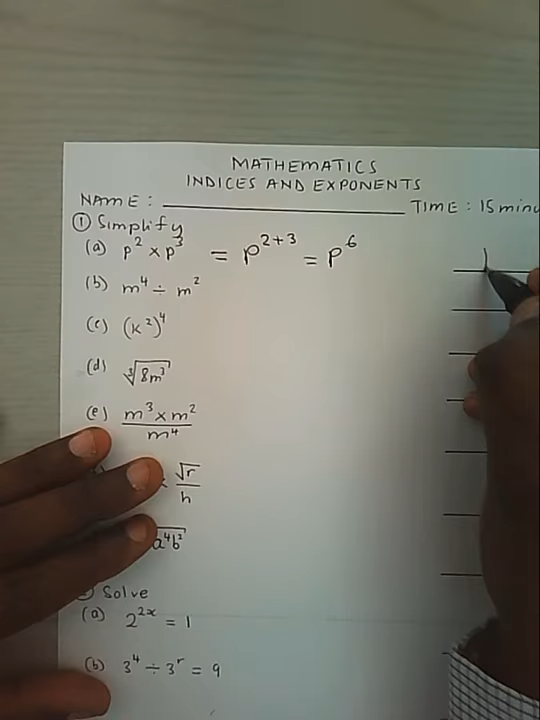 MATHEMATICS
INDICES AND EXPONENTS
NAME : ____________ TIME : 15
① Simplify
(a) p² × p³ = p²⁺³ = p⁶
(b) m⁴ ÷ m²
(c) (k²)⁴
(d) ∛(8m³)
(e) (m³ × m²)/m⁴
× √r/h
a⁴b²
Solve
(a) 2²ˣ = 1
(b) 3⁴ ÷ 3ʳ = 9